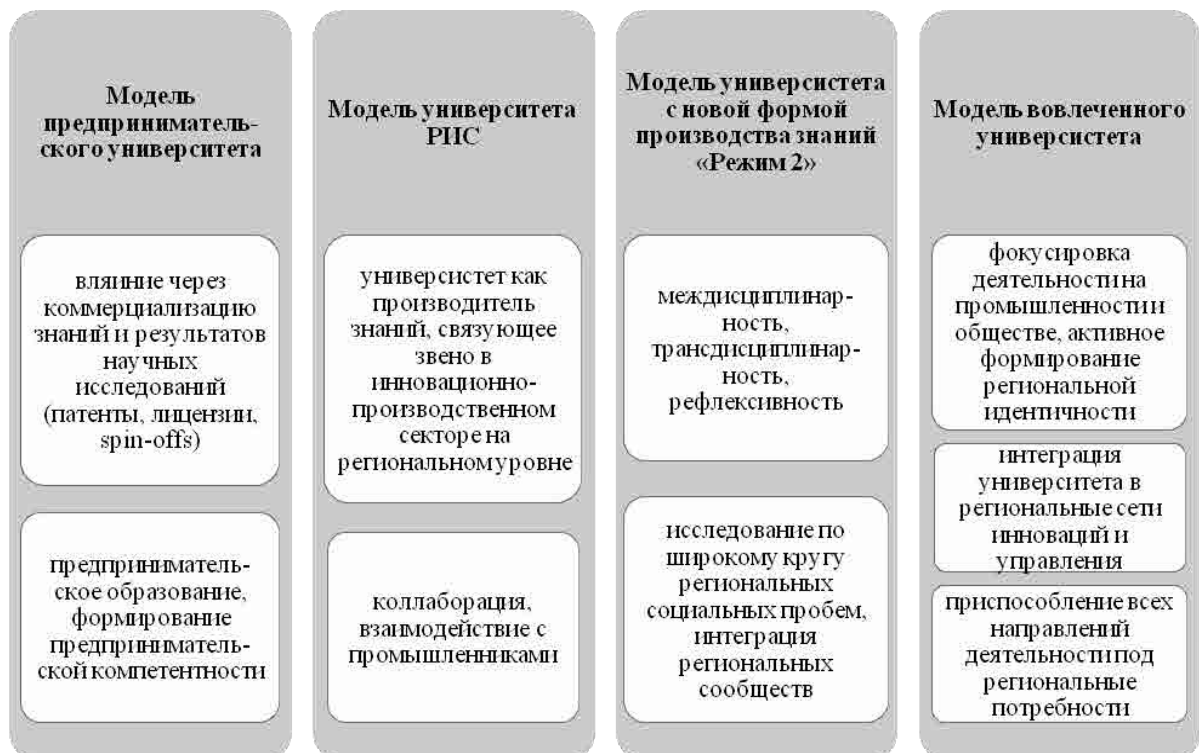 Модель
предприниматель-
ского университета
влияние через
коммерциализацию
знаний и результатов
научных
исследований
(патенты, лицензии,
spin-offs)
предприниматель-
ское образование,
формирование
предприниматель-
ской компетентности
Модель университета
РИС
университстет как
производитель
знаний, связующее
звено в
инновационно-
производственном
секторе на
региональном уровне
коллаборация,
взаимодействие с
промышленниками
Модель университстета
с новой формой
производства знаний
«Режим 2»
междисциплинар-
ность,
трансдисциплинар-
ность,
рефлексивность
исследование по
широкому кругу
региональных
социальных пробем,
интеграция
региональных
сообществ
Модель вовлеченного
университстета
фокусировка
деятельности на
промышленности и
обществе, активное
формирование
региональной
идентичности
интеграция
университета в
региональные сети
инноваций и
управления
приспособление всех
направлений
деятельности под
региональные
потребности